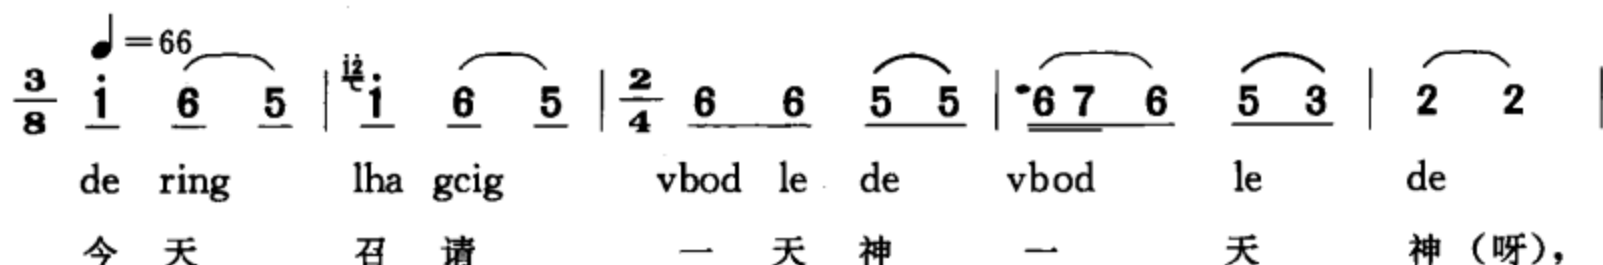 ♩=66
3/8 i 6 5 | i2 i 6 5 | 2/4 6 6 5 5 | 6 7 6 5 3 | 2 2 |
de ring lha gcig vbod le de vbod le de
今 天 召 请 一 天 神 一 天 神（呀），